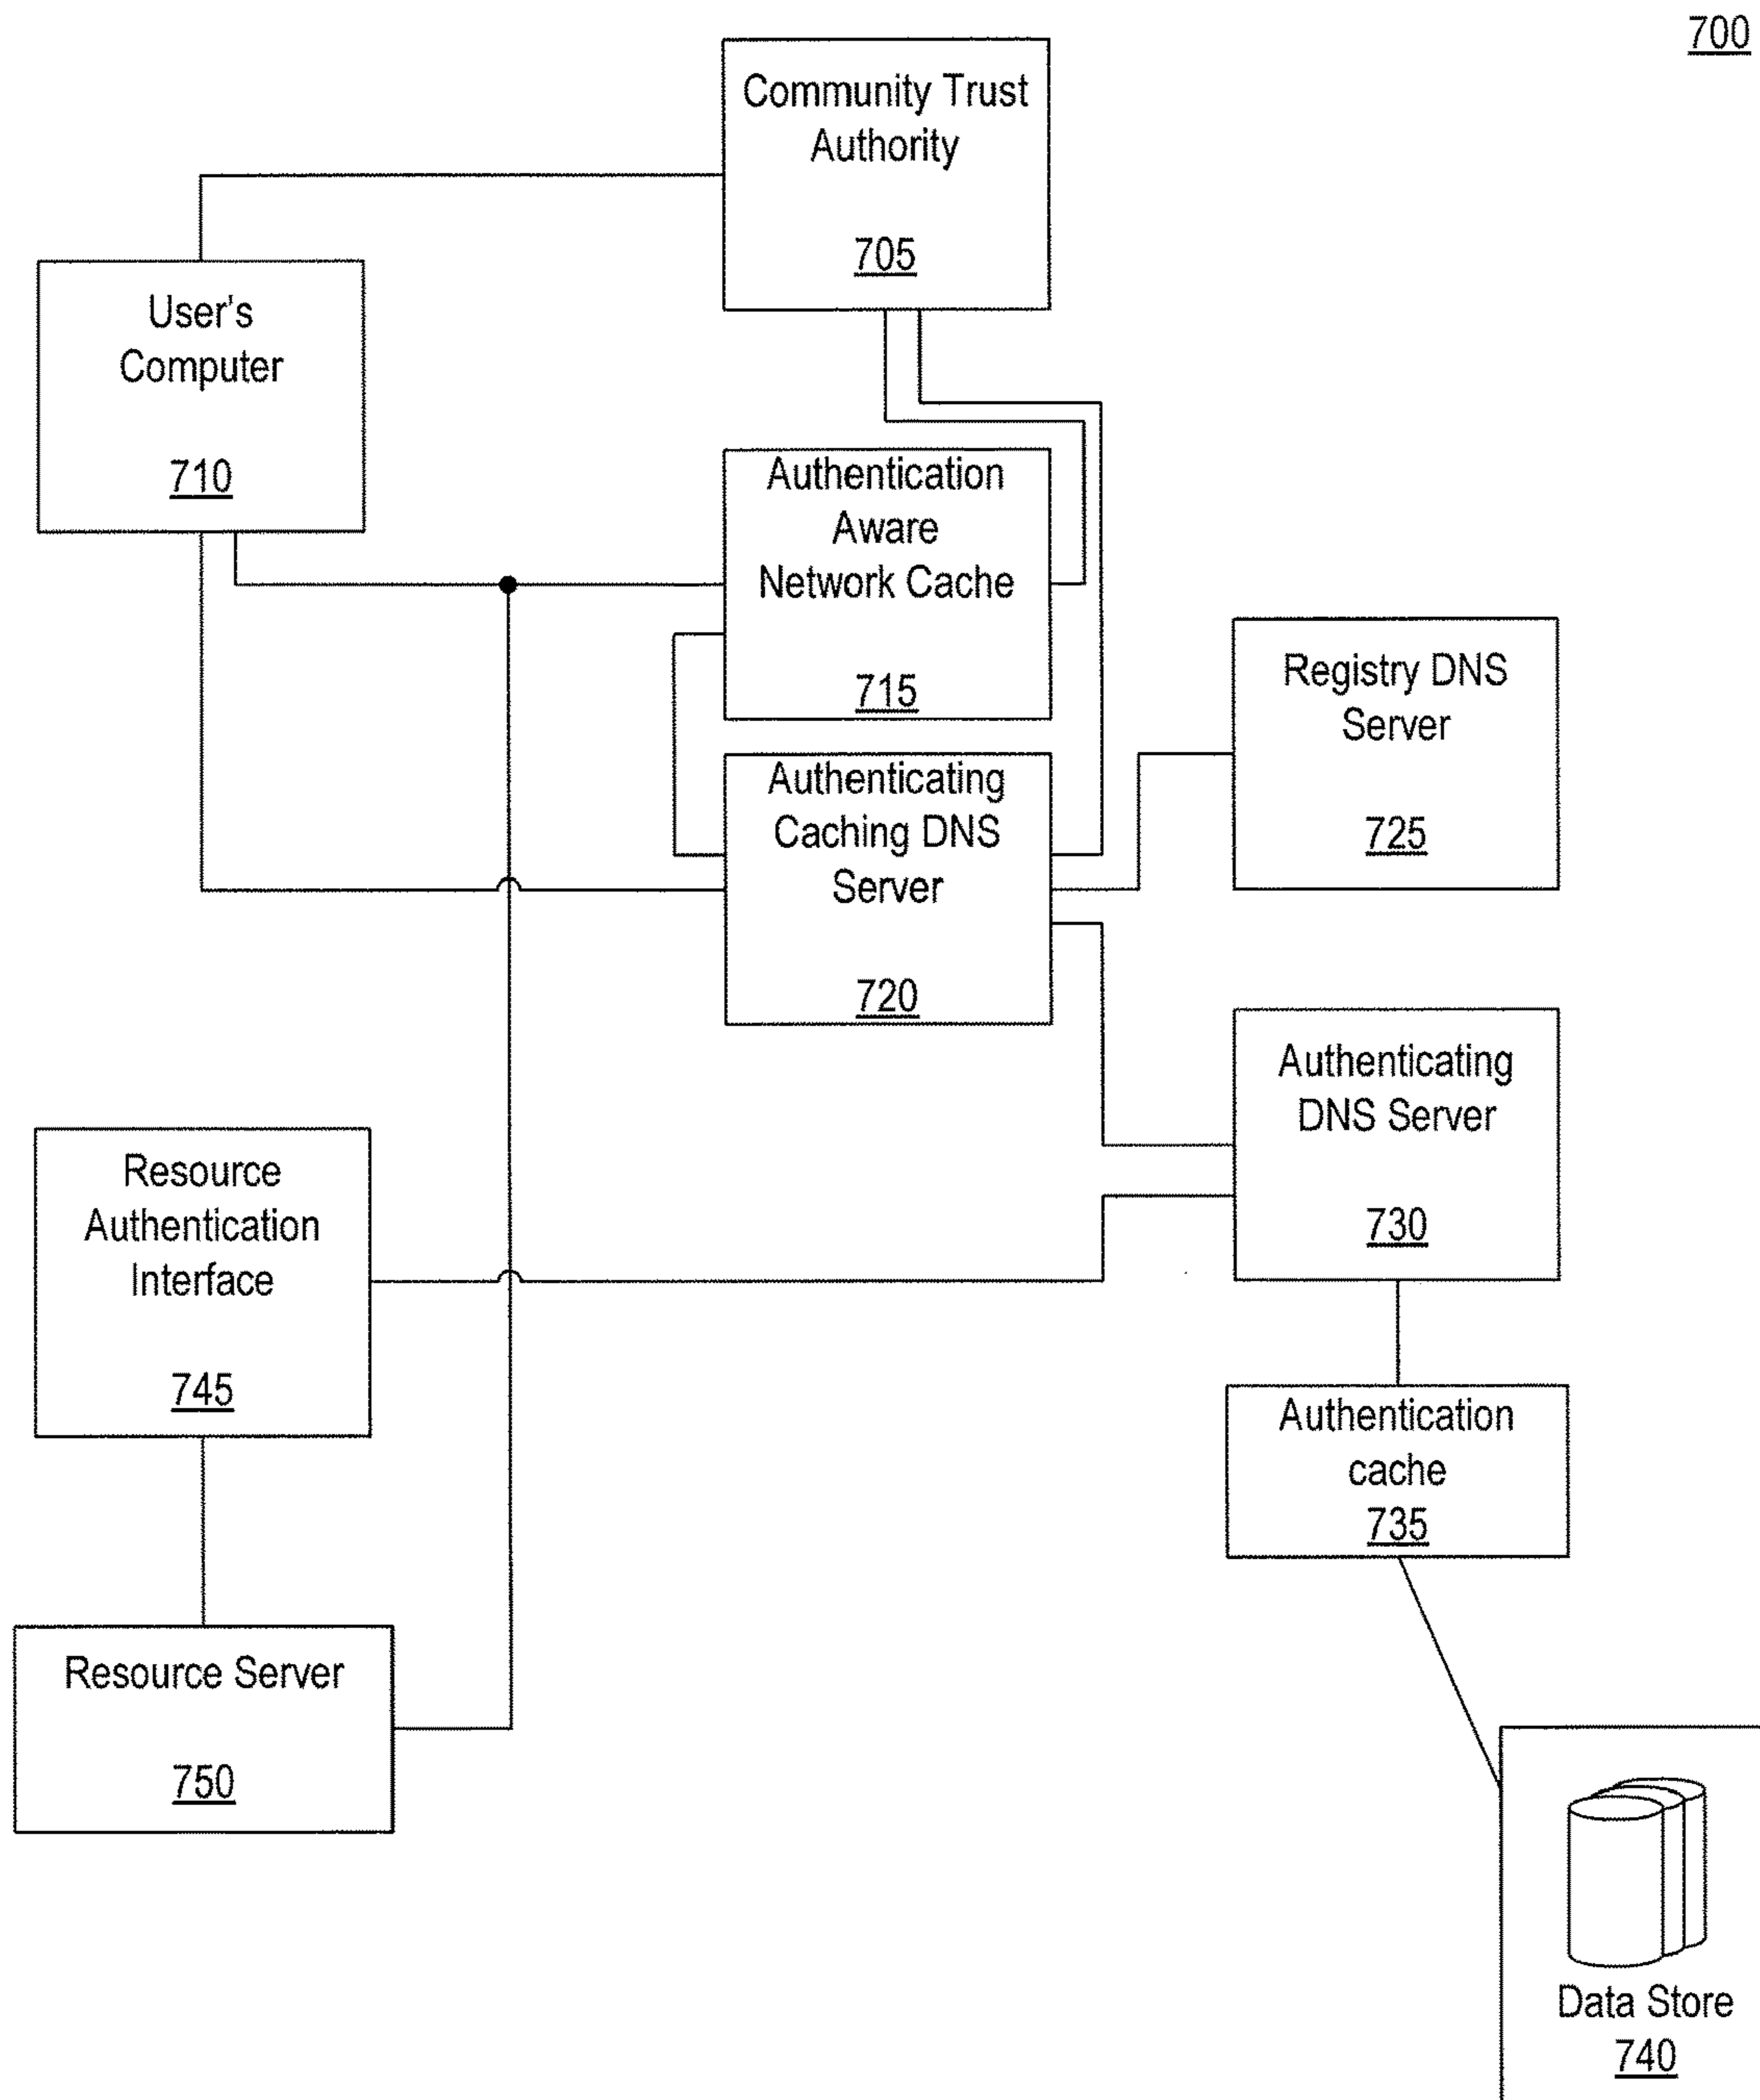 700
Community Trust
Authority
705
User's
Computer
710
Authentication
Aware
Network Cache
715
Registry DNS
Server
725
Authenticating
Caching DNS
Server
720
Authenticating
DNS Server
730
Resource
Authentication
Interface
745
Authentication
cache
735
Resource Server
750
Data Store
740